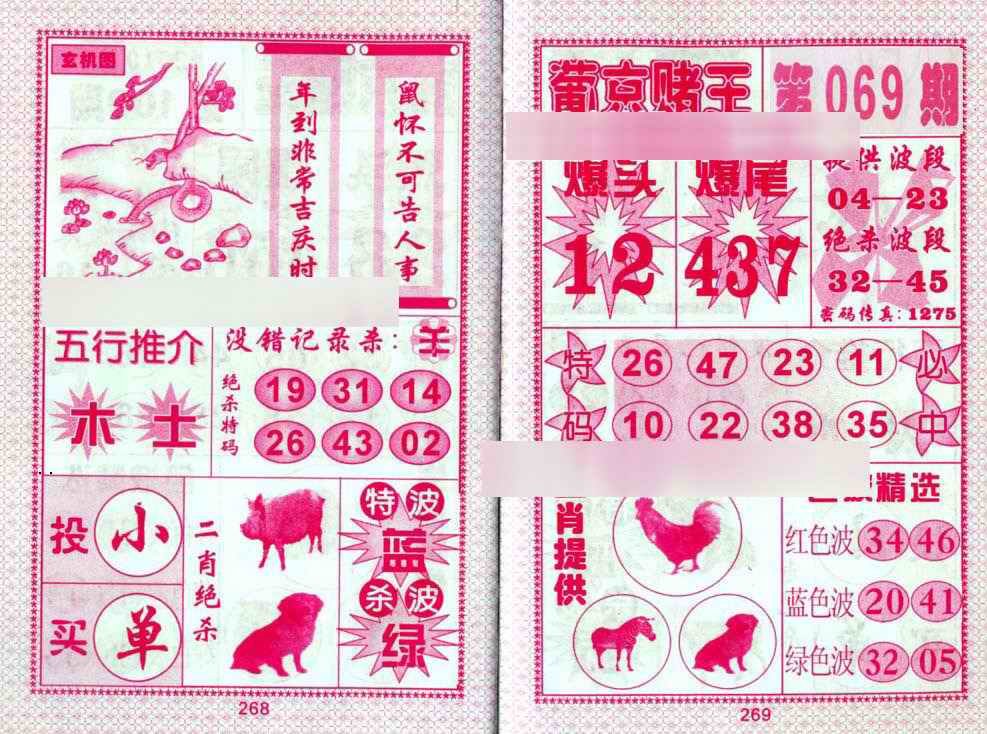 玄机图
鼠怀不可告人事
年到非常吉庆时
五行推介
木 土
没错记录杀：羊
绝杀特码
19 31 14
26 43 02
投 小
买 单
二肖绝杀
特波
蓝
杀波
绿
268
葡京赌王
第069期
爆头
12
爆尾
437
提供波段
04—23
绝杀波段
32—45
密码传真：1275
特码
26 47 23 11
10 22 38 35
必中
肖提供
精选
红色波 34 46
蓝色波 20 41
绿色波 32 05
269